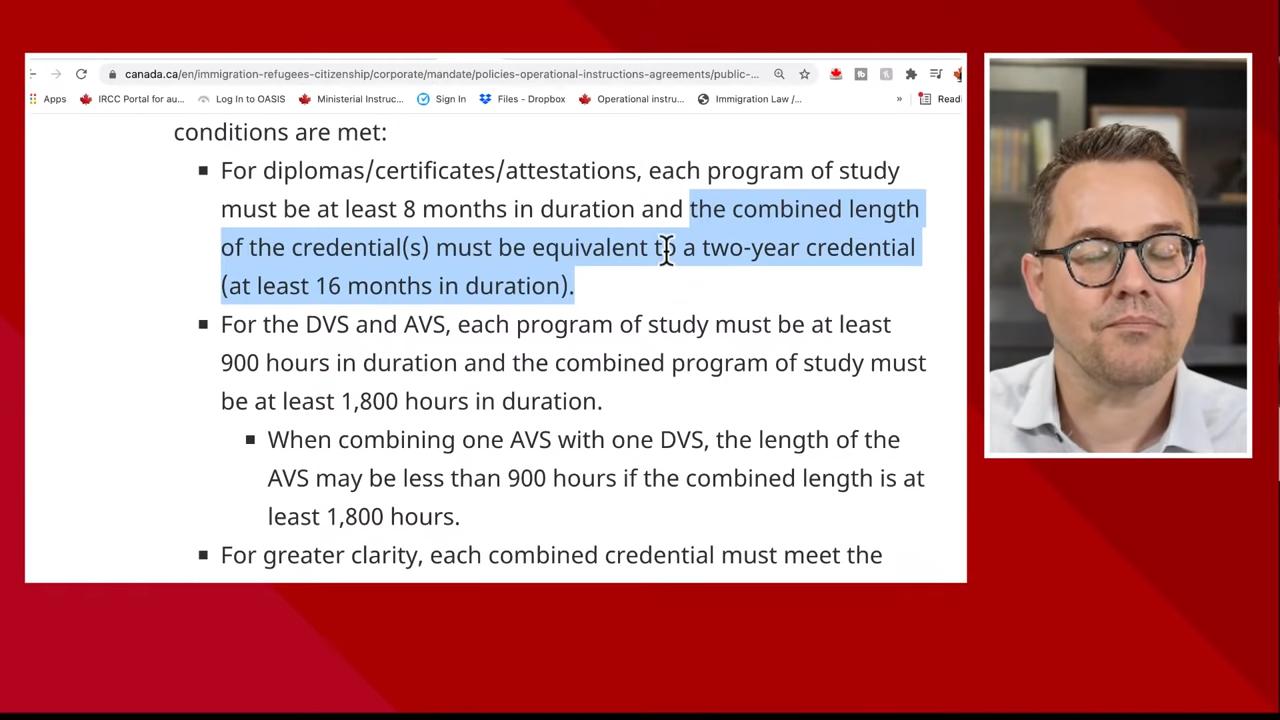 canada.ca/en/immigration-refugees-citizenship/corporate/mandate/policies-operational-instructions-agreements/public-...
Apps IRCC Portal for au... Log In to OASIS Ministerial Instruc... Sign In Files - Dropbox Operational instru... Immigration Law /... » Readi
conditions are met:
For diplomas/certificates/attestations, each program of study
must be at least 8 months in duration and the combined length
of the credential(s) must be equivalent to a two-year credential
(at least 16 months in duration).
For the DVS and AVS, each program of study must be at least
900 hours in duration and the combined program of study must
be at least 1,800 hours in duration.
When combining one AVS with one DVS, the length of the
AVS may be less than 900 hours if the combined length is at
least 1,800 hours.
For greater clarity, each combined credential must meet the